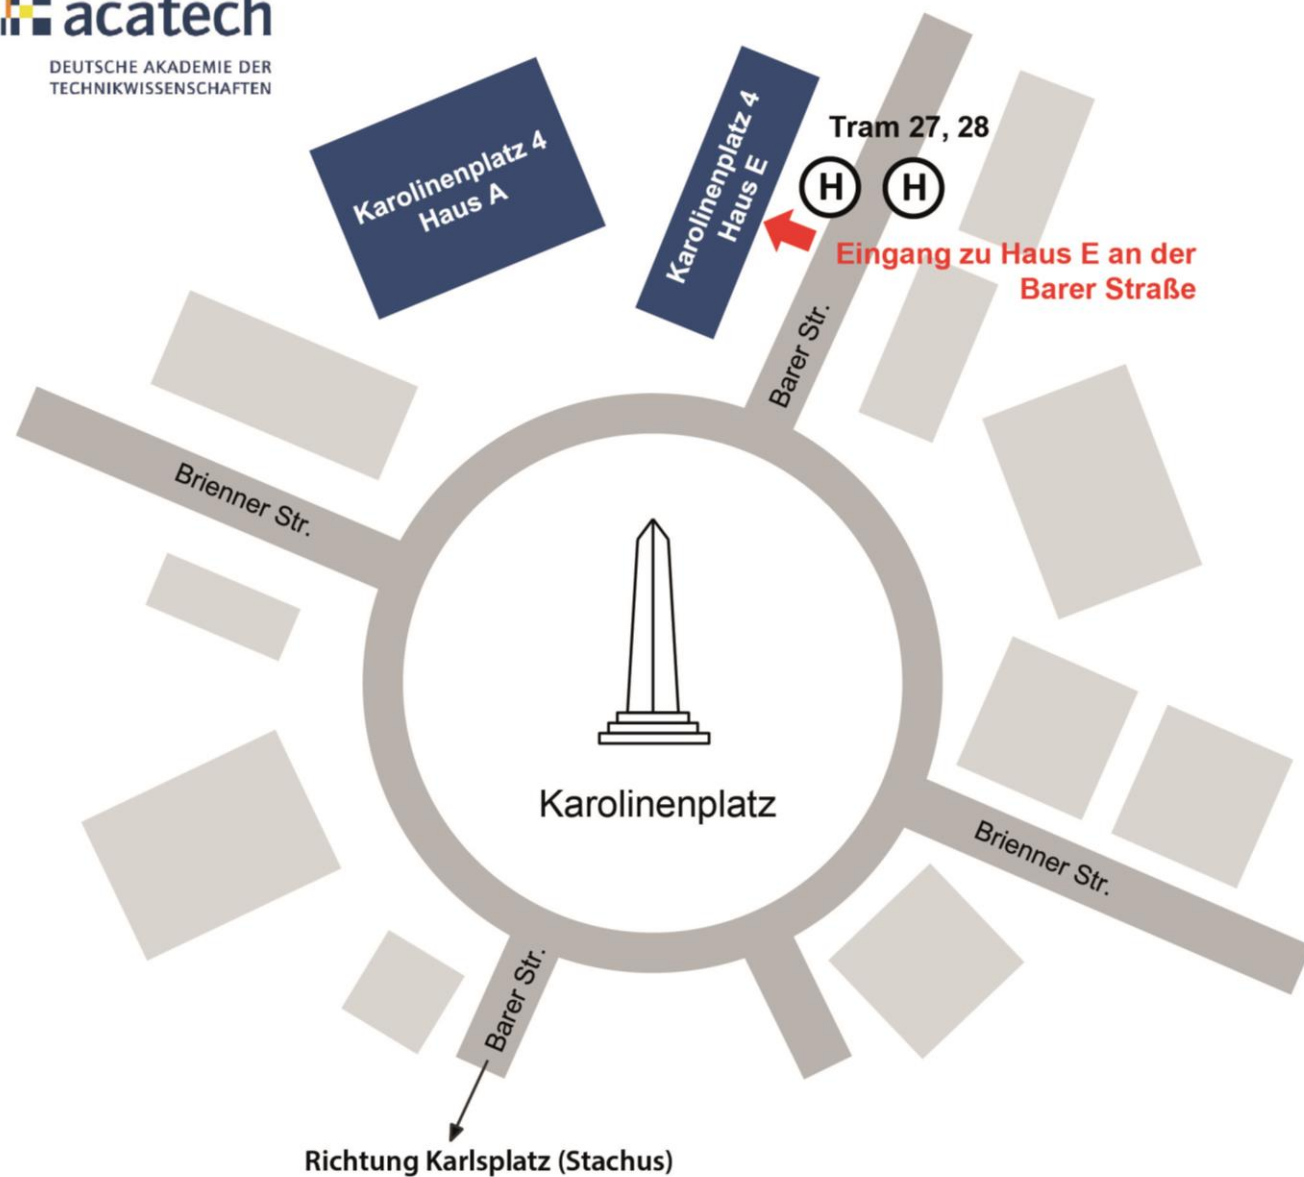 acatech
DEUTSCHE AKADEMIE DER
TECHNIKWISSENSCHAFTEN
Karolinenplatz 4
Haus A
Karolinenplatz 4
Haus E
Tram 27, 28
H H
Eingang zu Haus E an der
Barer Straße
Barer Str.
Brienner Str.
Karolinenplatz
Brienner Str.
Barer Str.
Richtung Karlsplatz (Stachus)